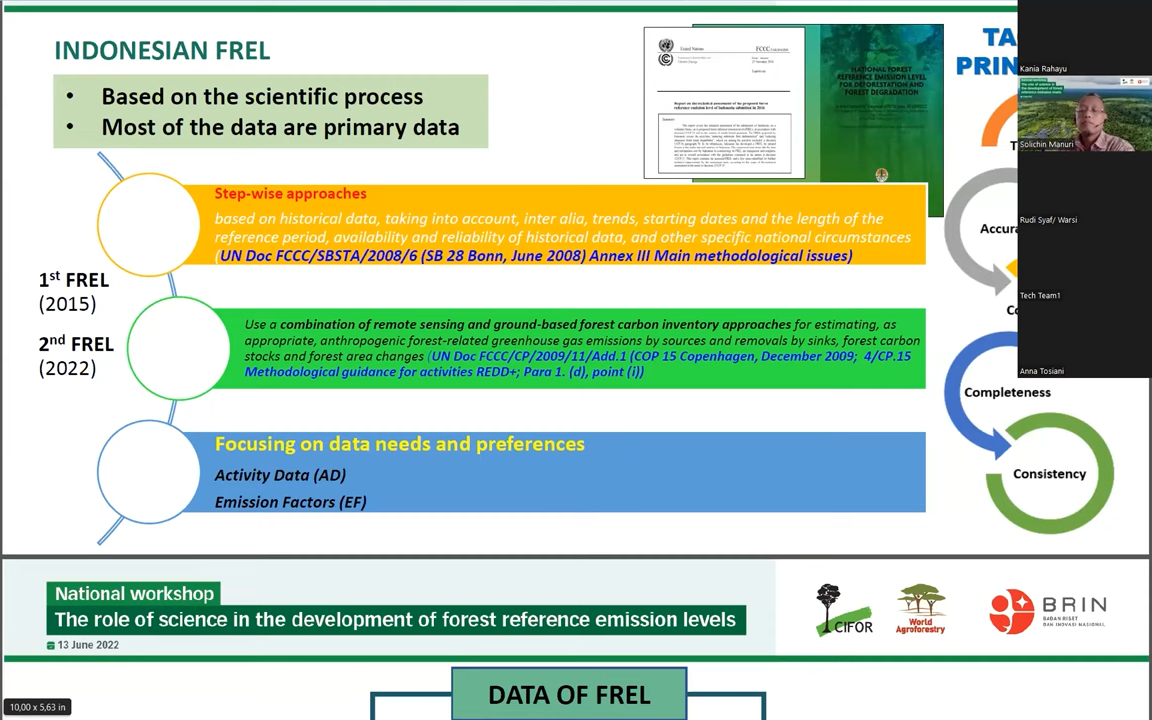 INDONESIAN FREL
• Based on the scientific process
• Most of the data are primary data
United Nations
FCCC
NATIONAL FOREST
REFERENCE EMISSION LEVEL
FOR DEFORESTATION AND
FOREST DEGRADATION
Summary
TA
PRIN
Kania Rahayu
Solichin Manuri
Rudi Syaf/ Warsi
Tech Team1
Anna Tosiani
Step-wise approaches
based on historical data, taking into account, inter alia, trends, starting dates and the length of the
reference period, availability and reliability of historical data, and other specific national circumstances
(UN Doc FCCC/SBSTA/2008/6 (SB 28 Bonn, June 2008) Annex III Main methodological issues)
1st FREL
(2015)
2nd FREL
(2022)
Use a combination of remote sensing and ground-based forest carbon inventory approaches for estimating, as
appropriate, anthropogenic forest-related greenhouse gas emissions by sources and removals by sinks, forest carbon
stocks and forest area changes (UN Doc FCCC/CP/2009/11/Add.1 (COP 15 Copenhagen, December 2009; 4/CP.15
Methodological guidance for activities REDD+; Para 1. (d), point (i))
Focusing on data needs and preferences
Activity Data (AD)
Emission Factors (EF)
T
Accura
Co
Completeness
Consistency
National workshop
The role of science in the development of forest reference emission levels
13 June 2022
CIFOR
World
Agroforestry
BRIN
BADAN RISET
DAN INOVASI NASIONAL
DATA OF FREL
10,00 x 5,63 in